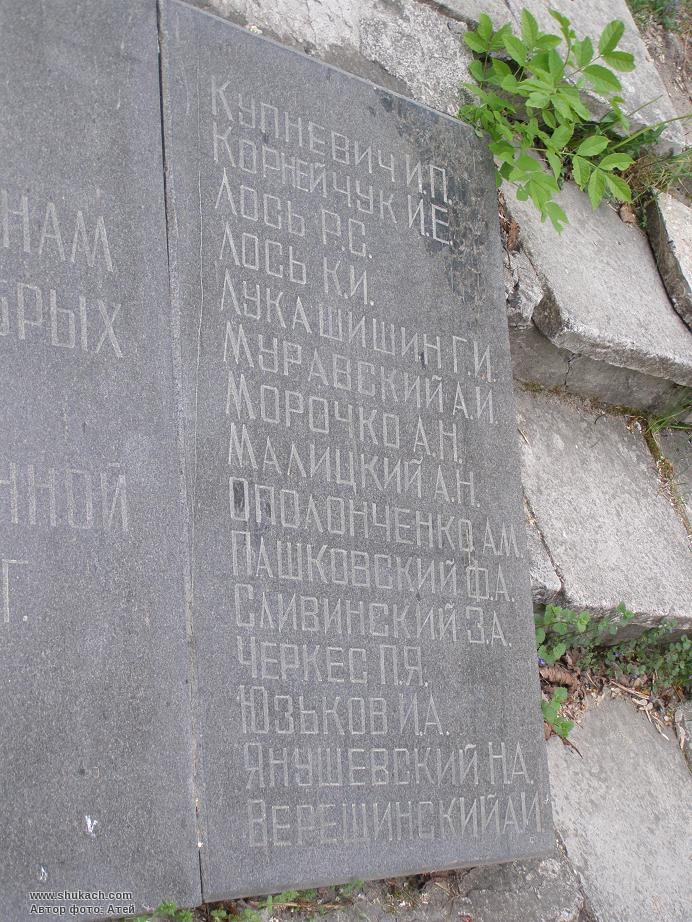 НАМ
БРЫХ
ННОЙ
Г.
КУПНЕВИЧ И.П.
КОРНЕЙЧУК И.Е.
ЛОСЬ Р.С.
ЛОСЬ К.И.
ЛУКАШИШИН Г.И.
МУРАВСКИЙ А.И.
МОРОЧКО А.Н.
МАЛИЦКИЙ А.Н.
ОПОЛОНЧЕНКО А.М.
ПАШКОВСКИЙ Ф.А.
СЛИВИНСКИЙ З.А.
ЧЕРКЕС П.Я.
ЮЗЬКОВ И.А.
ЯНУШЕВСКИЙ Н.А.
ВЕРЕЩИНСКИЙ А.И.
www.shukach.com
Автор фото: Атей